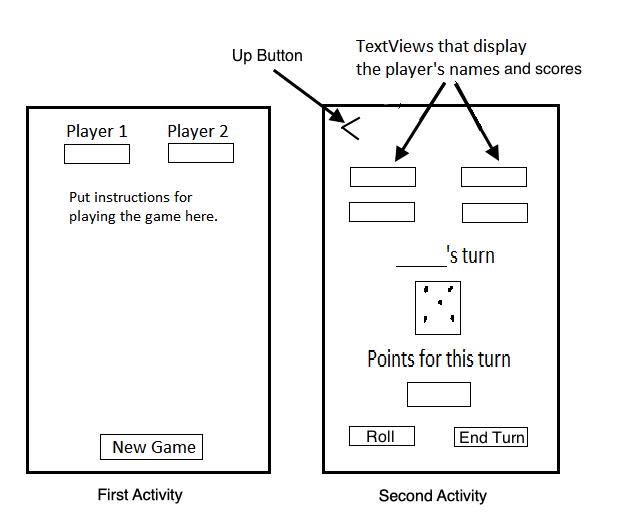 Up Button
TextViews that display
the player's names and scores
Player 1
Player 2
Put instructions for
playing the game here.
New Game
First Activity
_____'s turn
Points for this turn
Roll
End Turn
Second Activity